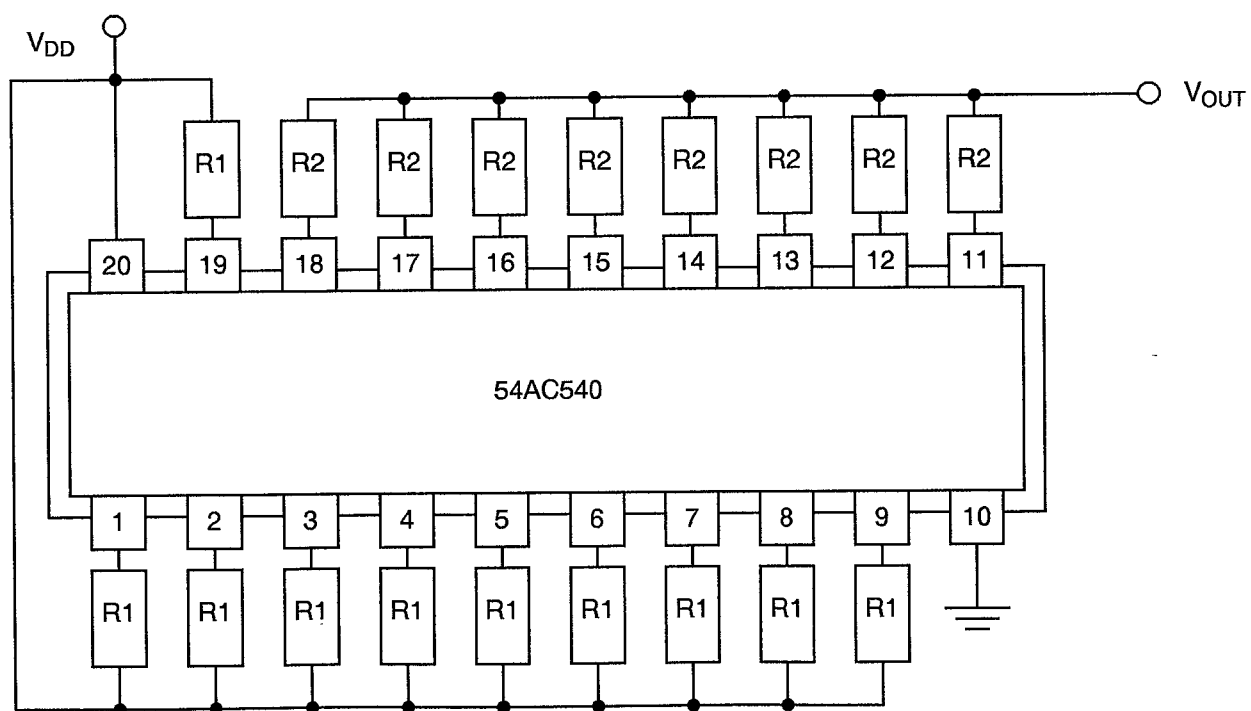 VDD
VOUT
R1 R2 R2 R2 R2 R2 R2 R2 R2
20 19 18 17 16 15 14 13 12 11
54AC540
1 2 3 4 5 6 7 8 9 10
R1 R1 R1 R1 R1 R1 R1 R1 R1